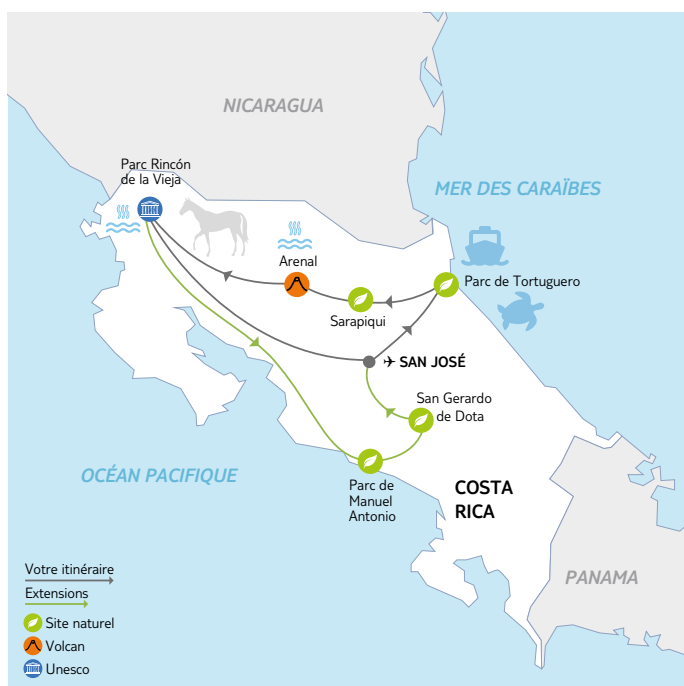 NICARAGUA
Parc Rincón
de la Vieja
MER DES CARAÏBES
Arenal
Parc de Tortuguero
Sarapiqui
SAN JOSÉ
San Gerardo
de Dota
OCÉAN PACIFIQUE
Parc de
Manuel
Antonio
COSTA
RICA
PANAMA
Votre itinéraire
Extensions
Site naturel
Volcan
Unesco